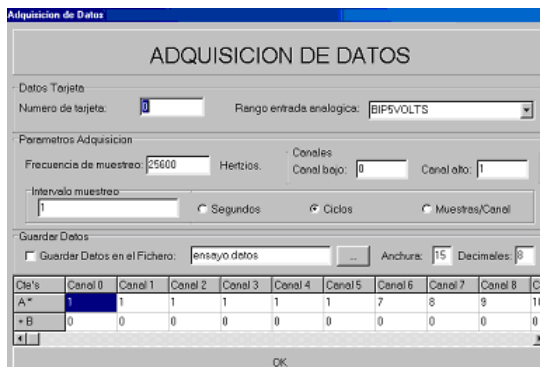 Adquisicion de Datos
ADQUISICION DE DATOS
Datos Tarjeta
Numero de tarjeta: 0 Rango entrada analogica: BIP5VOLTS
Parametros Adquisicion
Frecuencia de muestreo: 25600 Hertzios.
Canales
Canal bajo: 0 Canal alto: 1
Intervalo muestreo
1 Segundos Ciclos Muestras/Canal
Guardar Datos
Guardar Datos en el Fichero: ensayo.datos ... Anchura: 15 Decimales: 8
Cte's Canal 0 Canal 1 Canal 2 Canal 3 Canal 4 Canal 5 Canal 6 Canal 7 Canal 8 C
A * 1 1 1 1 1 1 7 8 9 10
+ B 0 0 0 0 0 0 0 0 0 0
OK